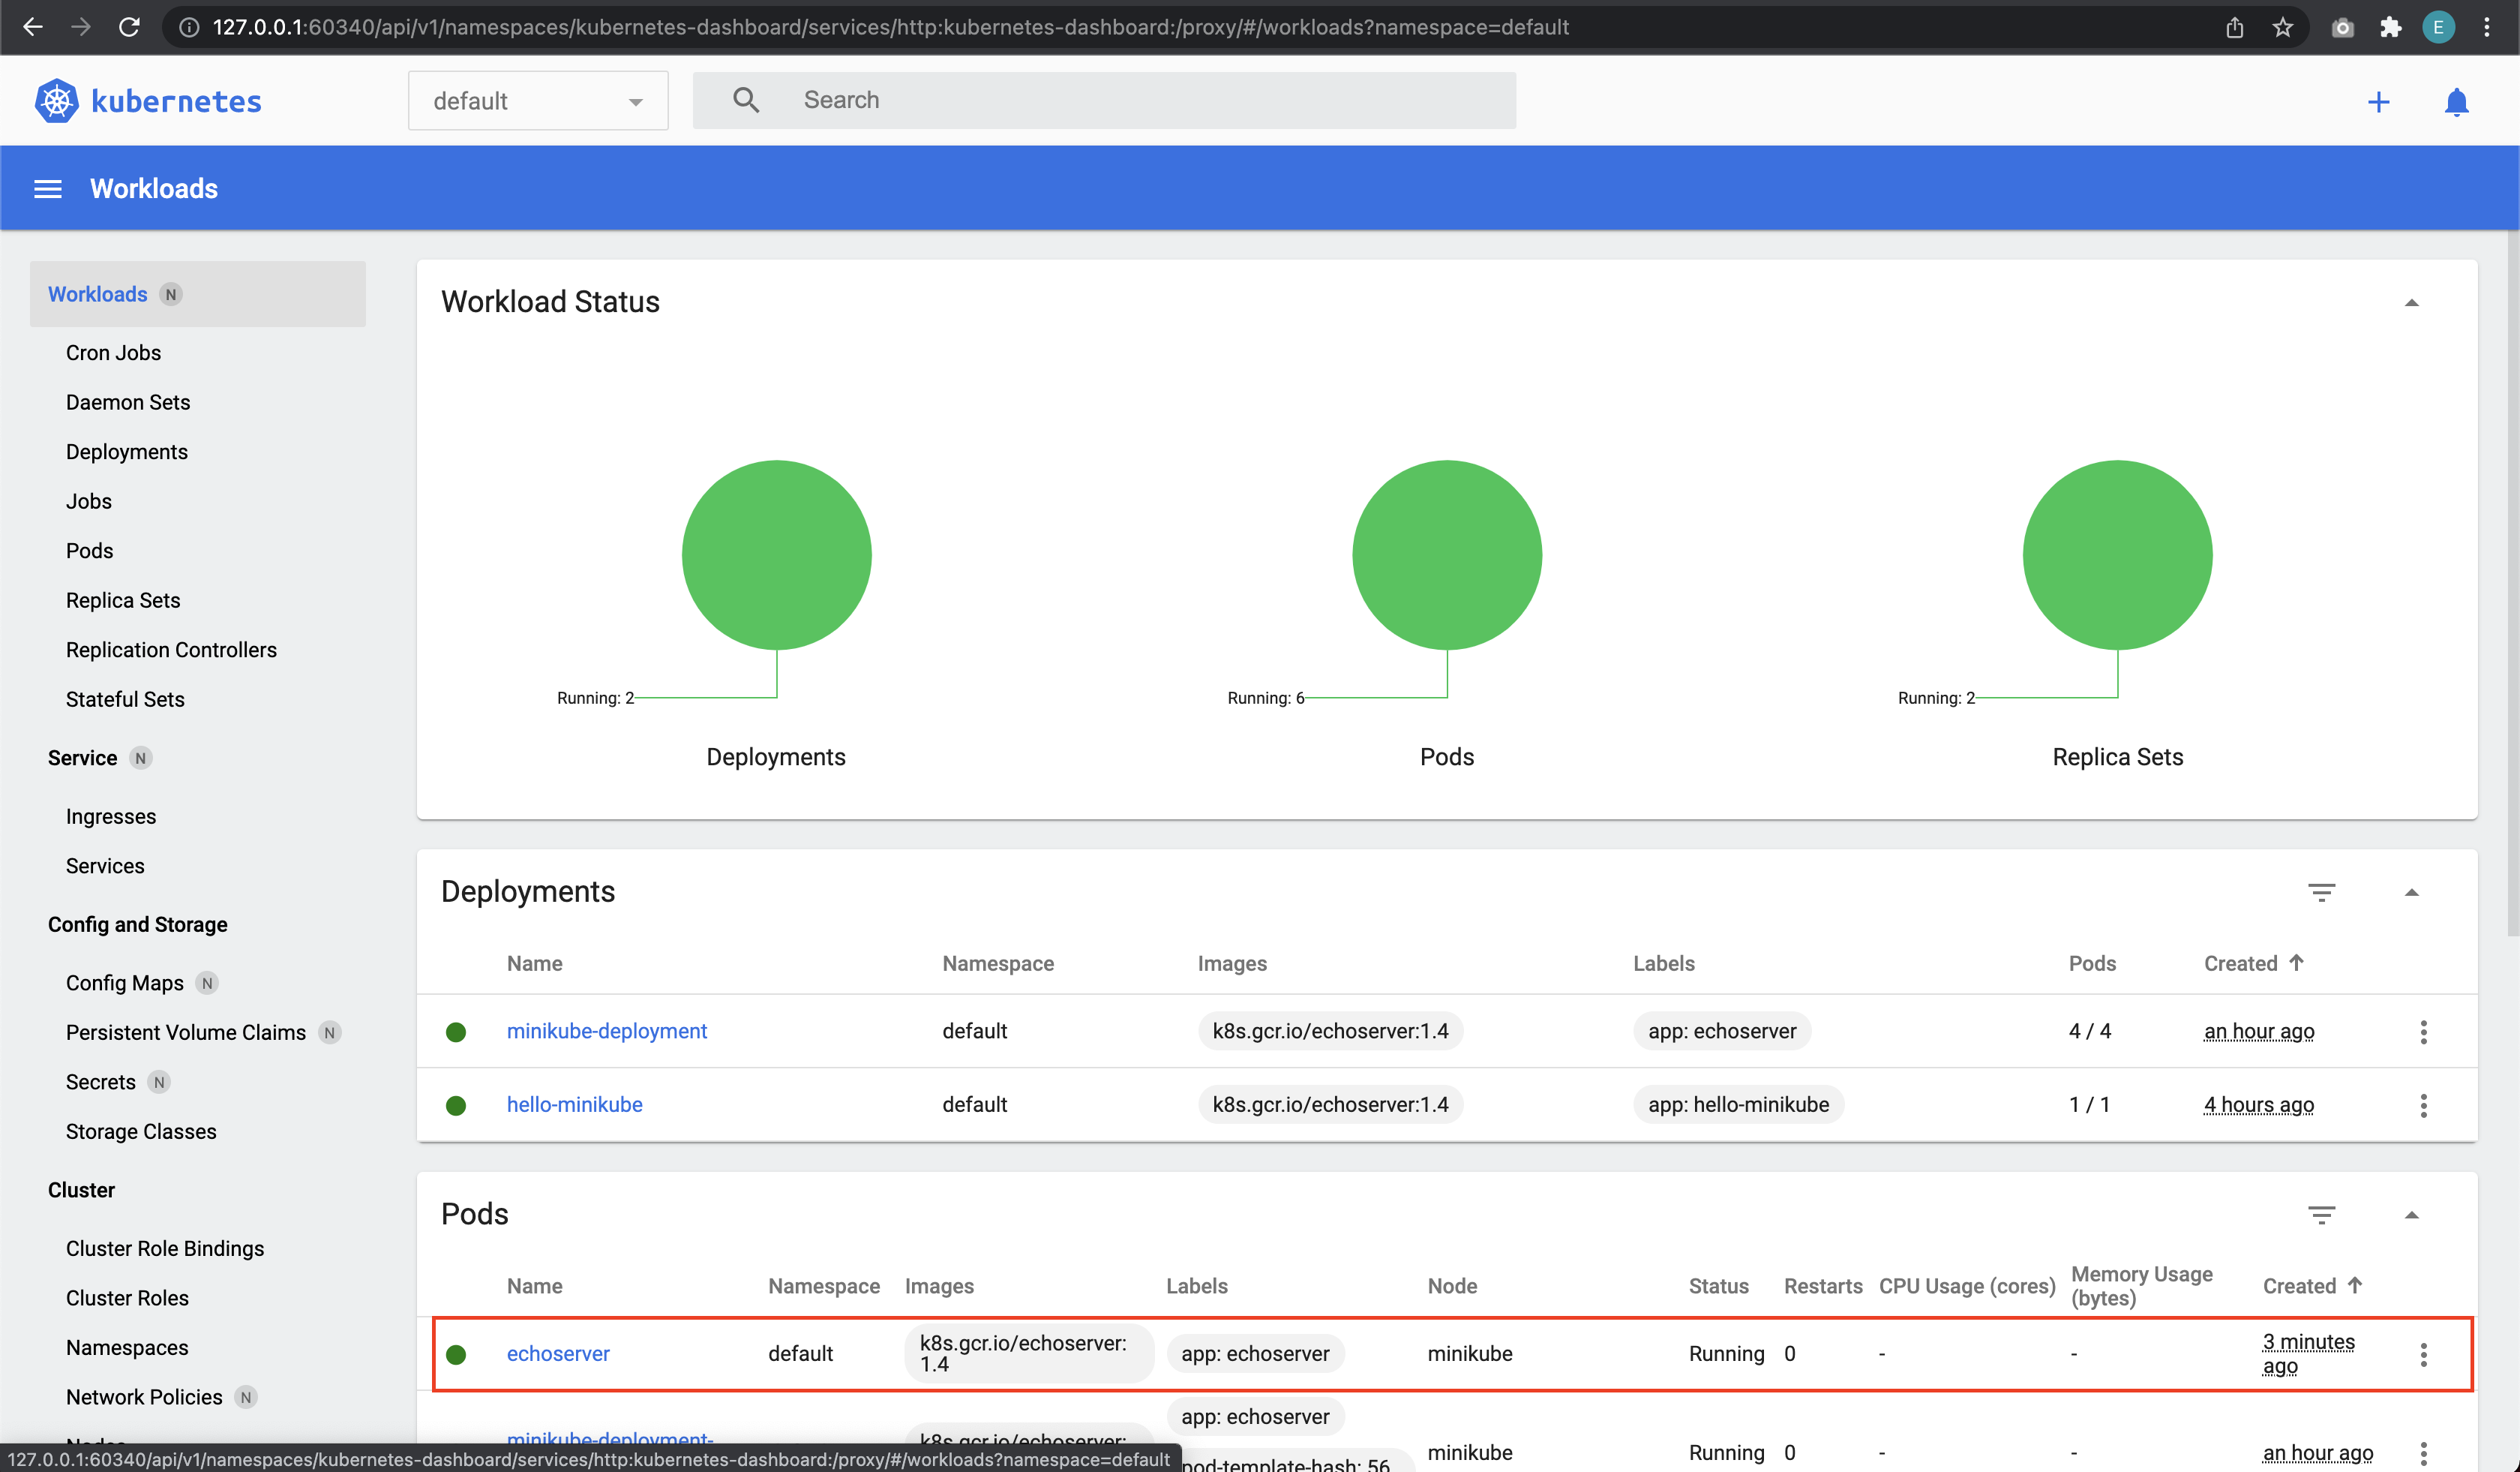 127.0.0.1:60340/api/v1/namespaces/kubernetes-dashboard/services/http:kubernetes-dashboard:/proxy/#/workloads?namespace=default
E
kubernetes
default
Search
Workloads
Workloads N
Cron Jobs
Daemon Sets
Deployments
Jobs
Pods
Replica Sets
Replication Controllers
Stateful Sets
Service N
Ingresses
Services
Config and Storage
Config Maps N
Persistent Volume Claims N
Secrets N
Storage Classes
Cluster
Cluster Role Bindings
Cluster Roles
Namespaces
Network Policies N
Nodes
Workload Status
Running: 2
Running: 6
Running: 2
Deployments
Pods
Replica Sets
Deployments
Name Namespace Images Labels Pods Created
minikube-deployment default k8s.gcr.io/echoserver:1.4 app: echoserver 4 / 4 an hour ago
hello-minikube default k8s.gcr.io/echoserver:1.4 app: hello-minikube 1 / 1 4 hours ago
Pods
Name Namespace Images Labels Node Status Restarts CPU Usage (cores) Memory Usage
(bytes) Created
echoserver default k8s.gcr.io/echoserver:
1.4 app: echoserver minikube Running 0 - - 3 minutes
ago
app: echoserver
minikube-deployment- k8s.gcr.io/echoserver: minikube Running 0 - - an hour ago
pod-template-hash: 56
127.0.0.1:60340/api/v1/namespaces/kubernetes-dashboard/services/http:kubernetes-dashboard:/proxy/#/workloads?namespace=default